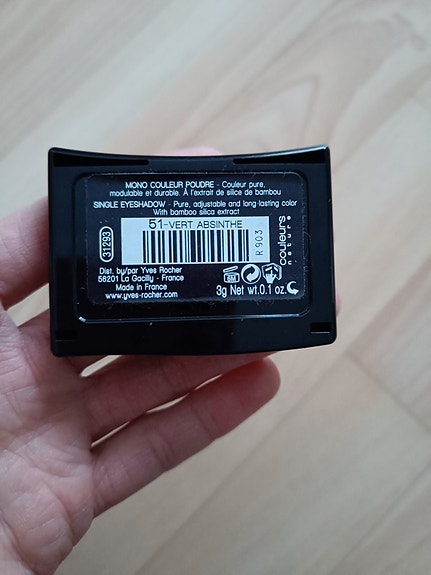 MONO COULEUR POUDRE - Couleur pure,
modulable et durable. À l'extrait de silice de bambou
SINGLE EYESHADOW - Pure, adjustable and long lasting color
With bamboo silica extract
51-VERT ABSINTHE
31293
R903
couleurs
nature
Dist. by/par Yves Rocher
56201 La Gacilly - France
Made in France
www.yves-rocher.com
3g Net wt.0.1 oz.